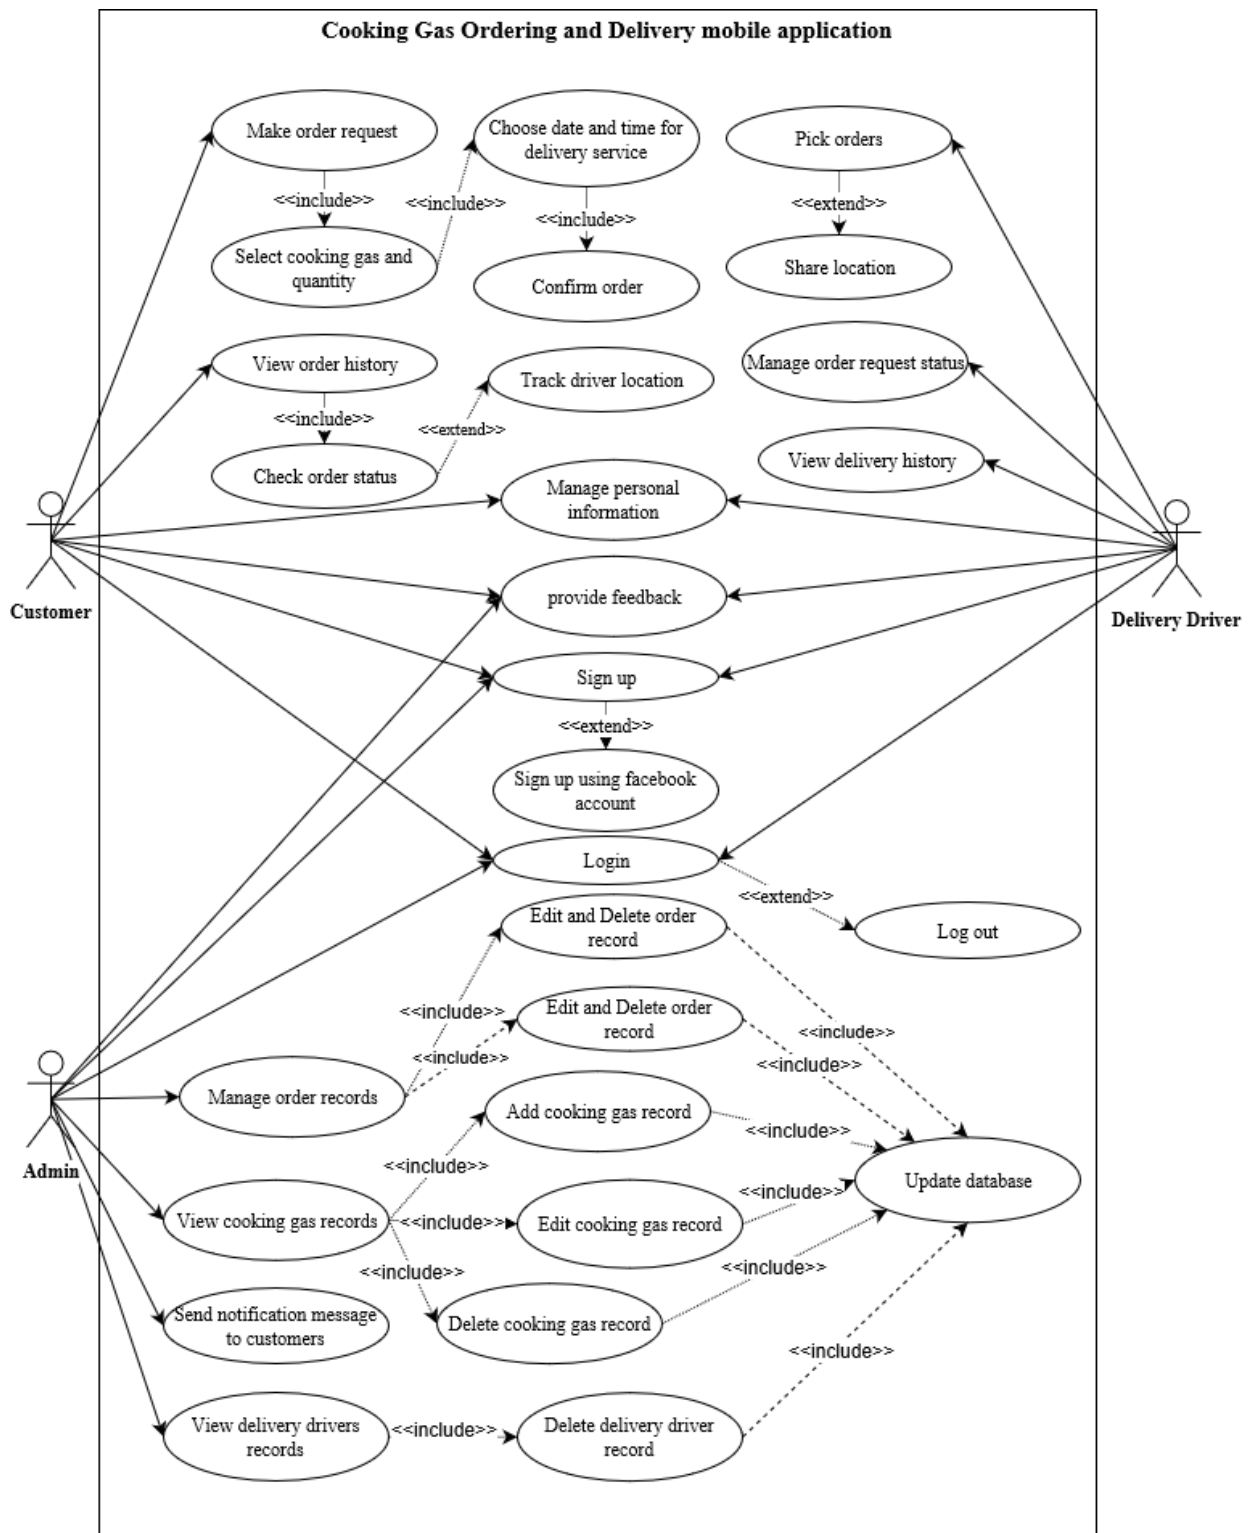 Cooking Gas Ordering and Delivery mobile application
Make order request
Choose date and time for
delivery service
Pick orders
<<include>>
<<include>>
<<include>>
<<extend>>
Select cooking gas and
quantity
Confirm order
Share location
View order history
Track driver location
Manage order request status
<<include>>
<<extend>>
Check order status
View delivery history
Manage personal
information
Customer
provide feedback
Delivery Driver
Sign up
<<extend>>
Sign up using facebook
account
Login
<<extend>>
Edit and Delete order
record
Log out
<<include>>
Edit and Delete order
record
<<include>>
<<include>>
<<include>>
Manage order records
Add cooking gas record
<<include>>
Admin
<<include>>
Update database
View cooking gas records
<<include>>
Edit cooking gas record
<<include>>
<<include>>
<<include>>
Send notification message
to customers
Delete cooking gas record
<<include>>
View delivery drivers
records
<<include>>
Delete delivery driver
record